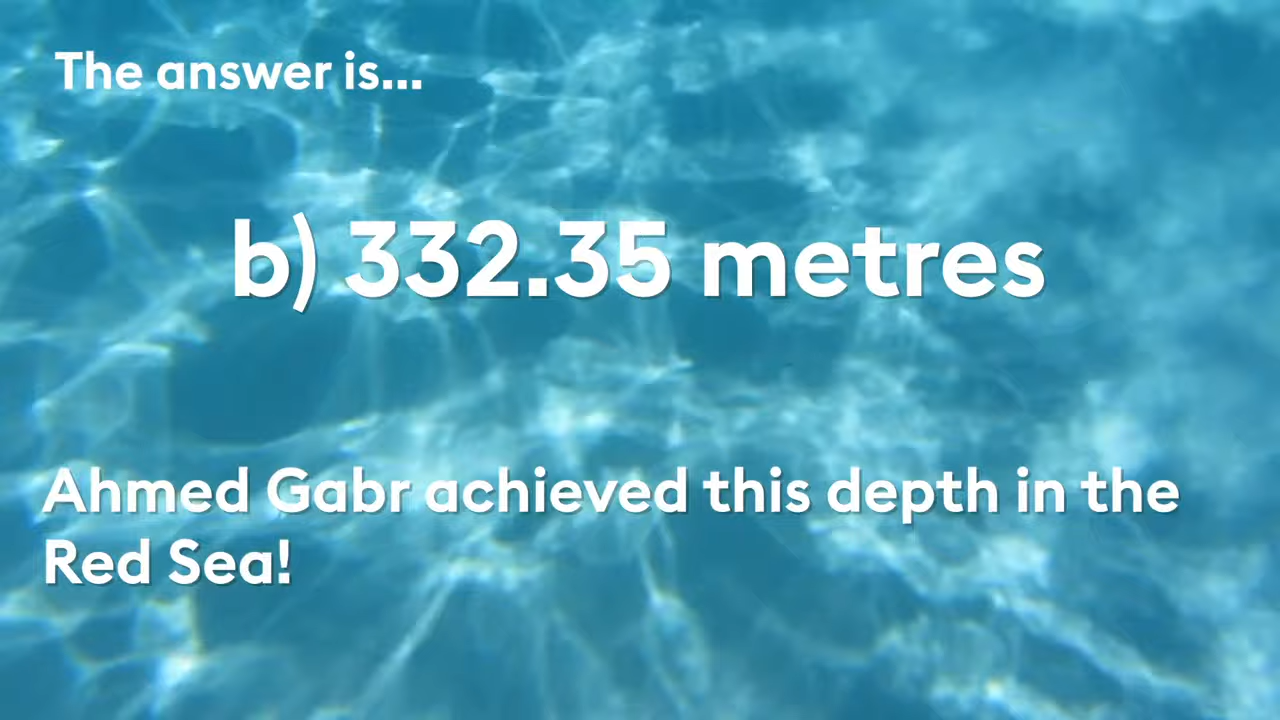 The answer is...
b) 332.35 metres
Ahmed Gabr achieved this depth in the
Red Sea!